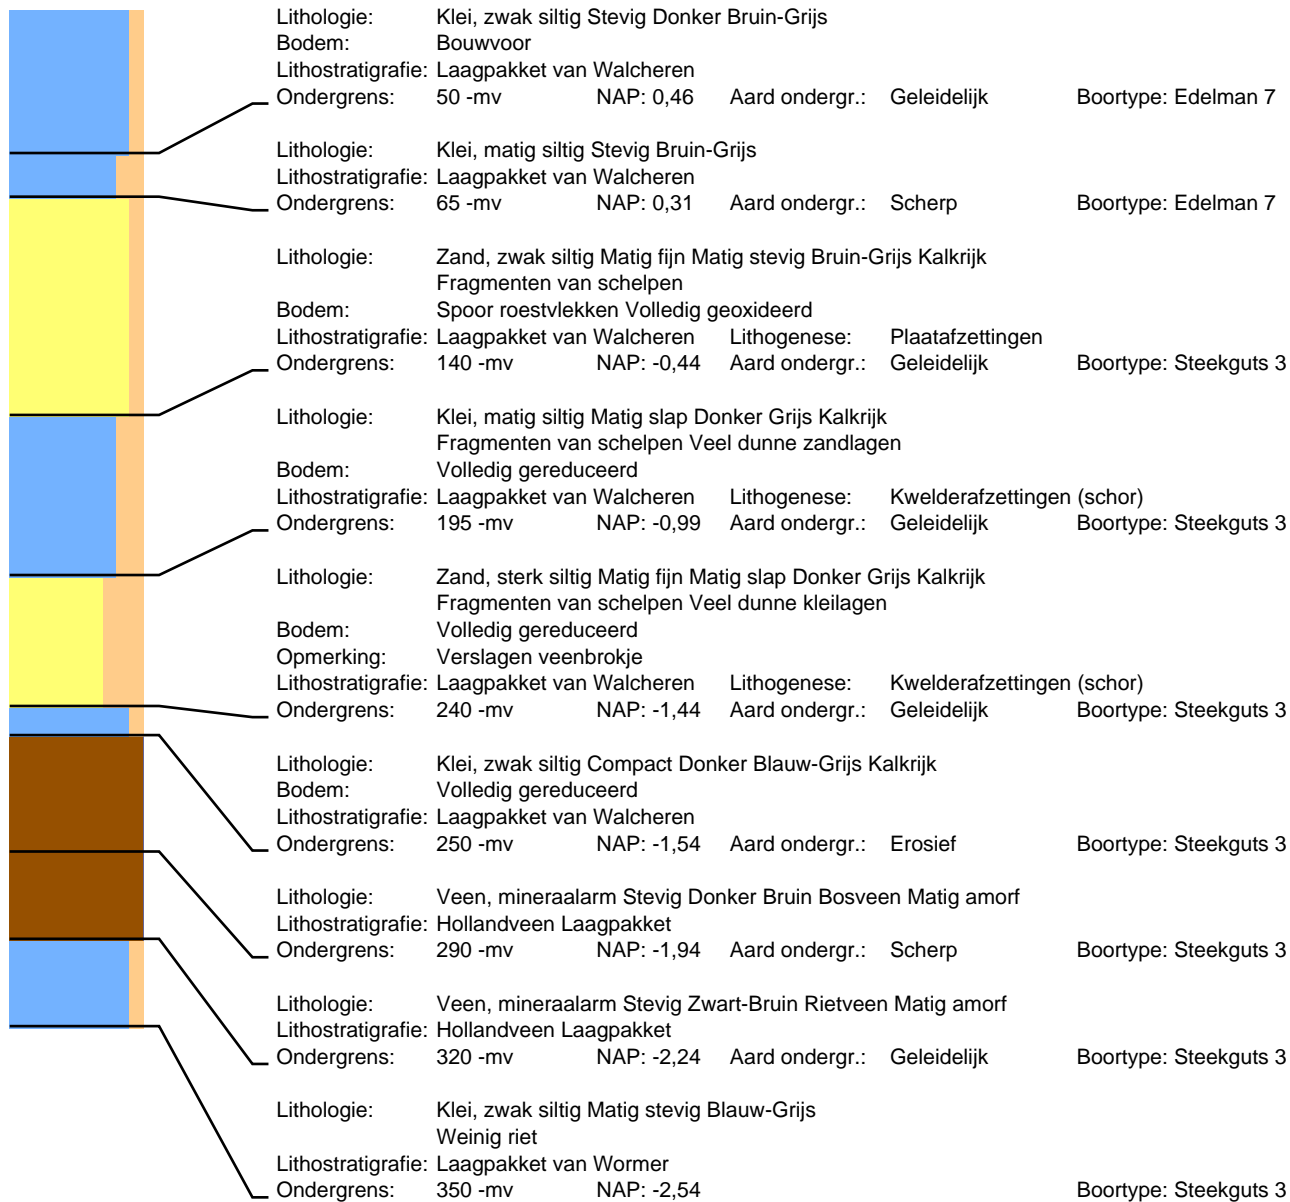 Lithologie: Klei, zwak siltig Stevig Donker Bruin-Grijs
Bodem: Bouwvoor
Lithostratigrafie: Laagpakket van Walcheren
Ondergrens: 50 -mv NAP: 0,46 Aard ondergr.: Geleidelijk Boortype: Edelman 7
Lithologie: Klei, matig siltig Stevig Bruin-Grijs
Lithostratigrafie: Laagpakket van Walcheren
Ondergrens: 65 -mv NAP: 0,31 Aard ondergr.: Scherp Boortype: Edelman 7
Lithologie: Zand, zwak siltig Matig fijn Matig stevig Bruin-Grijs Kalkrijk
Fragmenten van schelpen
Bodem: Spoor roestvlekken Volledig geoxideerd
Lithostratigrafie: Laagpakket van Walcheren Lithogenese: Plaatafzettingen
Ondergrens: 140 -mv NAP: -0,44 Aard ondergr.: Geleidelijk Boortype: Steekguts 3
Lithologie: Klei, matig siltig Matig slap Donker Grijs Kalkrijk
Fragmenten van schelpen Veel dunne zandlagen
Bodem: Volledig gereduceerd
Lithostratigrafie: Laagpakket van Walcheren Lithogenese: Kwelderafzettingen (schor)
Ondergrens: 195 -mv NAP: -0,99 Aard ondergr.: Geleidelijk Boortype: Steekguts 3
Lithologie: Zand, sterk siltig Matig fijn Matig slap Donker Grijs Kalkrijk
Fragmenten van schelpen Veel dunne kleilagen
Bodem: Volledig gereduceerd
Opmerking: Verslagen veenbrokje
Lithostratigrafie: Laagpakket van Walcheren Lithogenese: Kwelderafzettingen (schor)
Ondergrens: 240 -mv NAP: -1,44 Aard ondergr.: Geleidelijk Boortype: Steekguts 3
Lithologie: Klei, zwak siltig Compact Donker Blauw-Grijs Kalkrijk
Bodem: Volledig gereduceerd
Lithostratigrafie: Laagpakket van Walcheren
Ondergrens: 250 -mv NAP: -1,54 Aard ondergr.: Erosief Boortype: Steekguts 3
Lithologie: Veen, mineraalarm Stevig Donker Bruin Bosveen Matig amorf
Lithostratigrafie: Hollandveen Laagpakket
Ondergrens: 290 -mv NAP: -1,94 Aard ondergr.: Scherp Boortype: Steekguts 3
Lithologie: Veen, mineraalarm Stevig Zwart-Bruin Rietveen Matig amorf
Lithostratigrafie: Hollandveen Laagpakket
Ondergrens: 320 -mv NAP: -2,24 Aard ondergr.: Geleidelijk Boortype: Steekguts 3
Lithologie: Klei, zwak siltig Matig stevig Blauw-Grijs
Weinig riet
Lithostratigrafie: Laagpakket van Wormer
Ondergrens: 350 -mv NAP: -2,54 Boortype: Steekguts 3